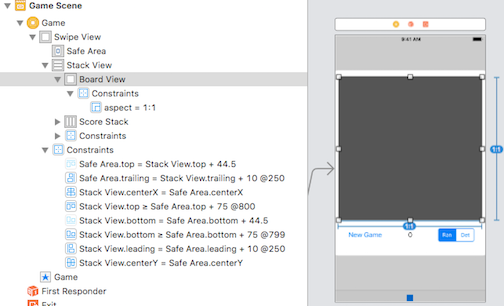 Game Scene
Game
Swipe View
Safe Area
Stack View
Board View
Constraints
aspect = 1:1
Score Stack
Constraints
Constraints
Safe Area.top = Stack View.top + 44.5
Safe Area.trailing = Stack View.trailing + 10 @250
Stack View.centerX = Safe Area.centerX
Stack View.top ≥ Safe Area.top + 75 @800
Stack View.bottom = Safe Area.bottom + 44.5
Stack View.bottom ≥ Safe Area.bottom + 75 @799
Stack View.leading = Safe Area.leading + 10 @250
Stack View.centerY = Safe Area.centerY
Game
First Responder
Exit
9:41 AM
1:1
1:1
New Game 0 Ran Det